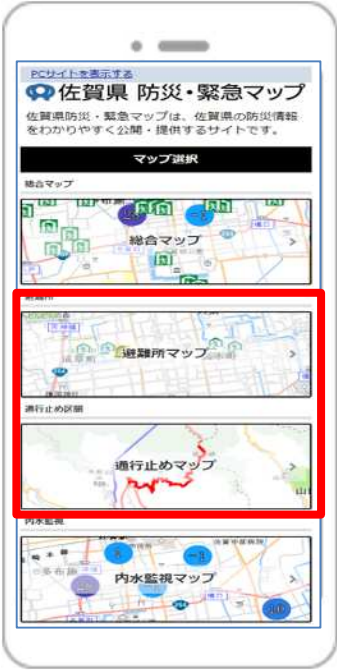 PCサイトを表示する
佐賀県 防災・緊急マップ
佐賀県防災・緊急マップは、佐賀県の防災情報
をわかりやすく公開・提供するサイトです。
マップ選択
総合マップ
総合マップ
避難所
避難所マップ
通行止め区間
通行止めマップ
内水監視
内水監視マップ